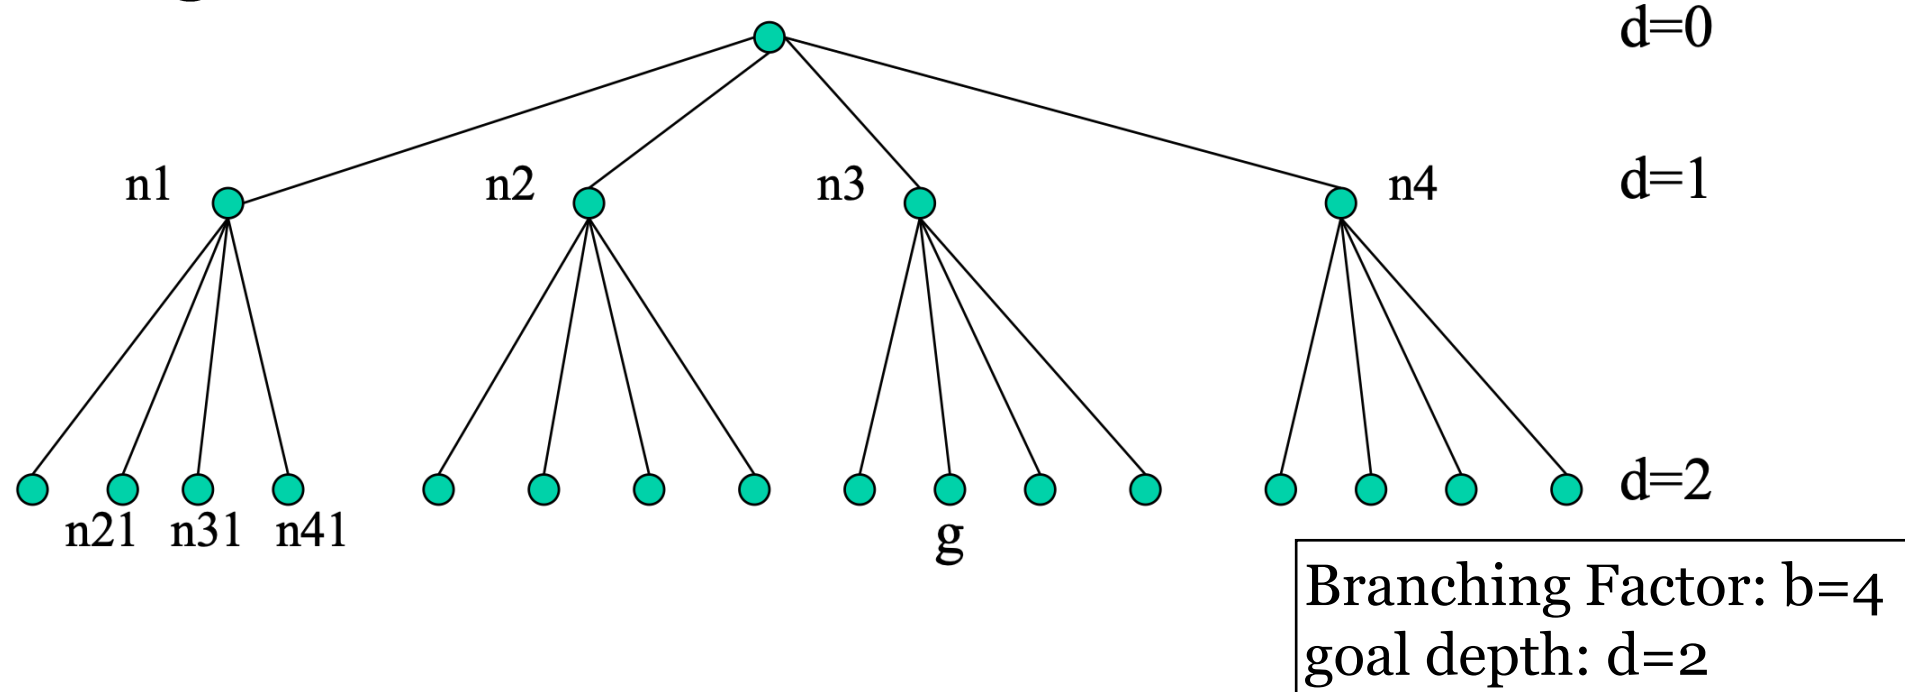 d=0
n1 n2 n3 n4 d=1
d=2
n21 n31 n41 g
Branching Factor: b=4
goal depth: d=2